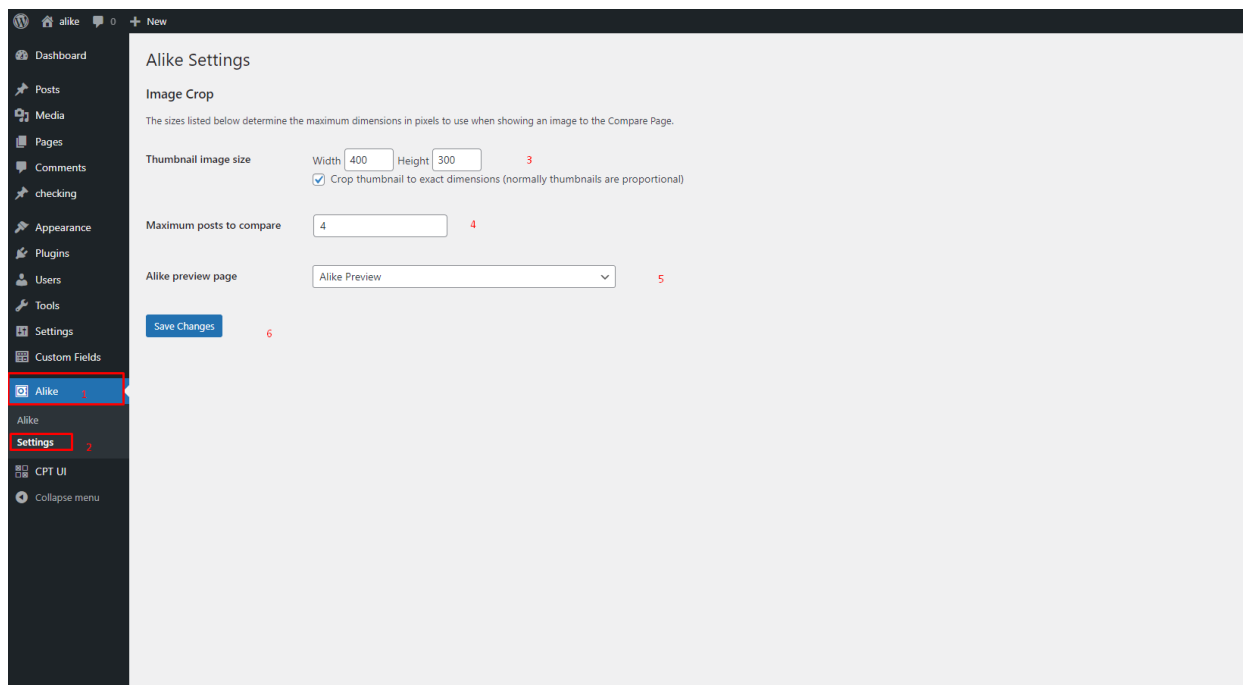 alike 0 + New
Dashboard
Posts
Media
Pages
Comments
checking
Appearance
Plugins
Users
Tools
Settings
Custom Fields
Alike 1
Alike
Settings 2
CPT UI
Collapse menu
Alike Settings
Image Crop
The sizes listed below determine the maximum dimensions in pixels to use when showing an image to the Compare Page.
Thumbnail image size Width 400 Height 300 3
Crop thumbnail to exact dimensions (normally thumbnails are proportional)
Maximum posts to compare 4 4
Alike preview page Alike Preview 5
Save Changes 6